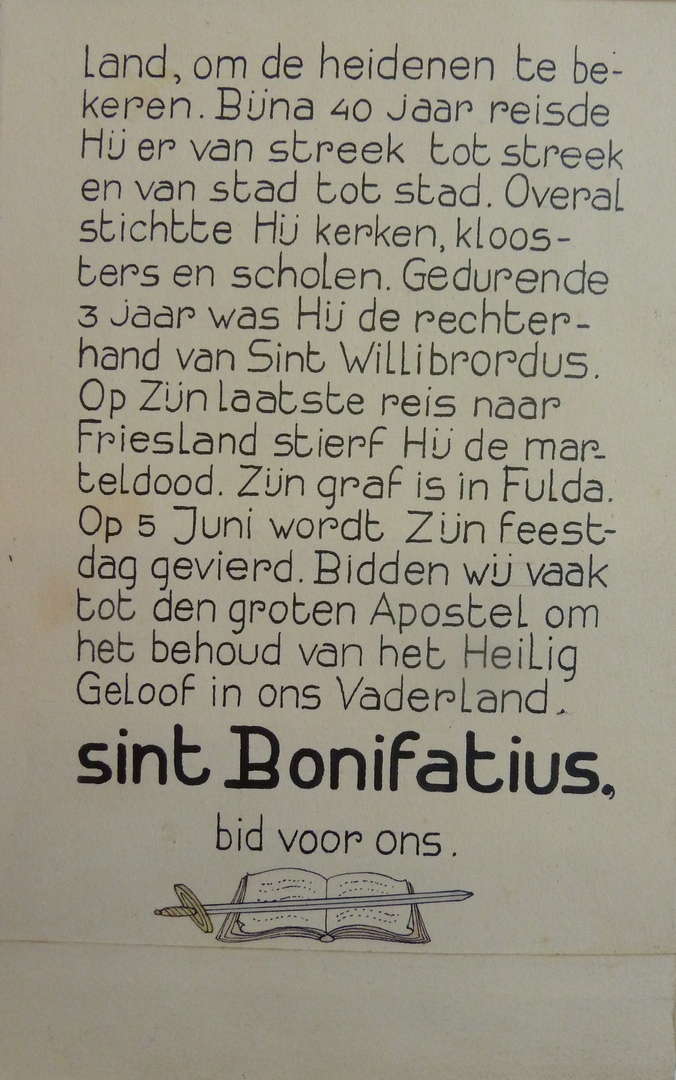 Land, om de heidenen te be-
keren. Bijna 40 jaar reisde
Hij er van streek tot streek
en van stad tot stad. Overal
stichtte Hij kerken, kloos-
ters en scholen. Gedurende
3 jaar was Hij de rechter-
hand van Sint Willibrordus.
Op Zijn laatste reis naar
Friesland stierf Hij de mar-
teldood. Zijn graf is in Fulda.
Op 5 Juni wordt Zijn feest-
dag gevierd. Bidden wij vaak
tot den groten Apostel om
het behoud van het Heilig
Geloof in ons Vaderland.
sint Bonifatius,
bid voor ons.